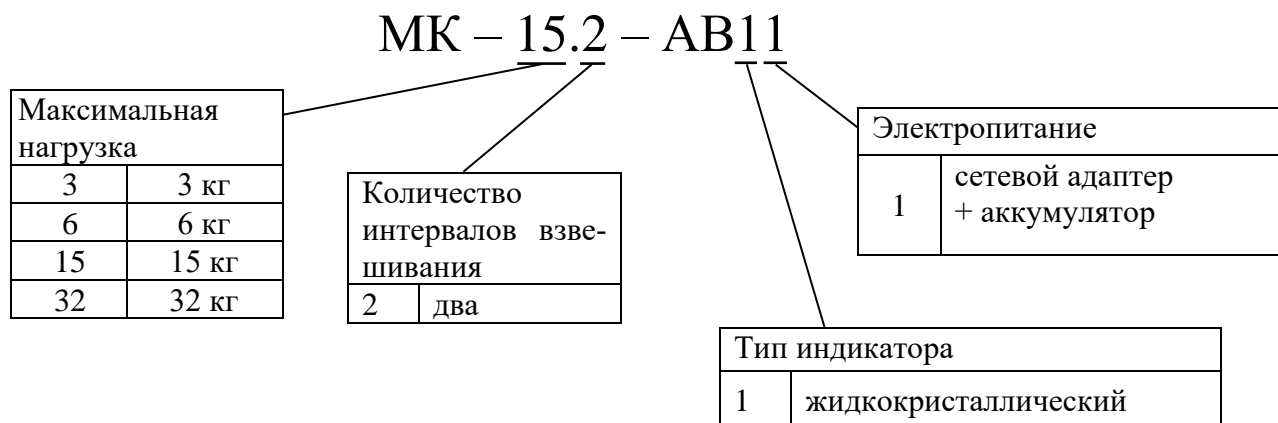 МК – 15.2 – АВ11
Максимальная
нагрузка
3 3 кг
6 6 кг
15 15 кг
32 32 кг
Количество
интервалов взве-
шивания
2 два
Электропитание
1 сетевой адаптер
+ аккумулятор
Тип индикатора
1 жидкокристаллический